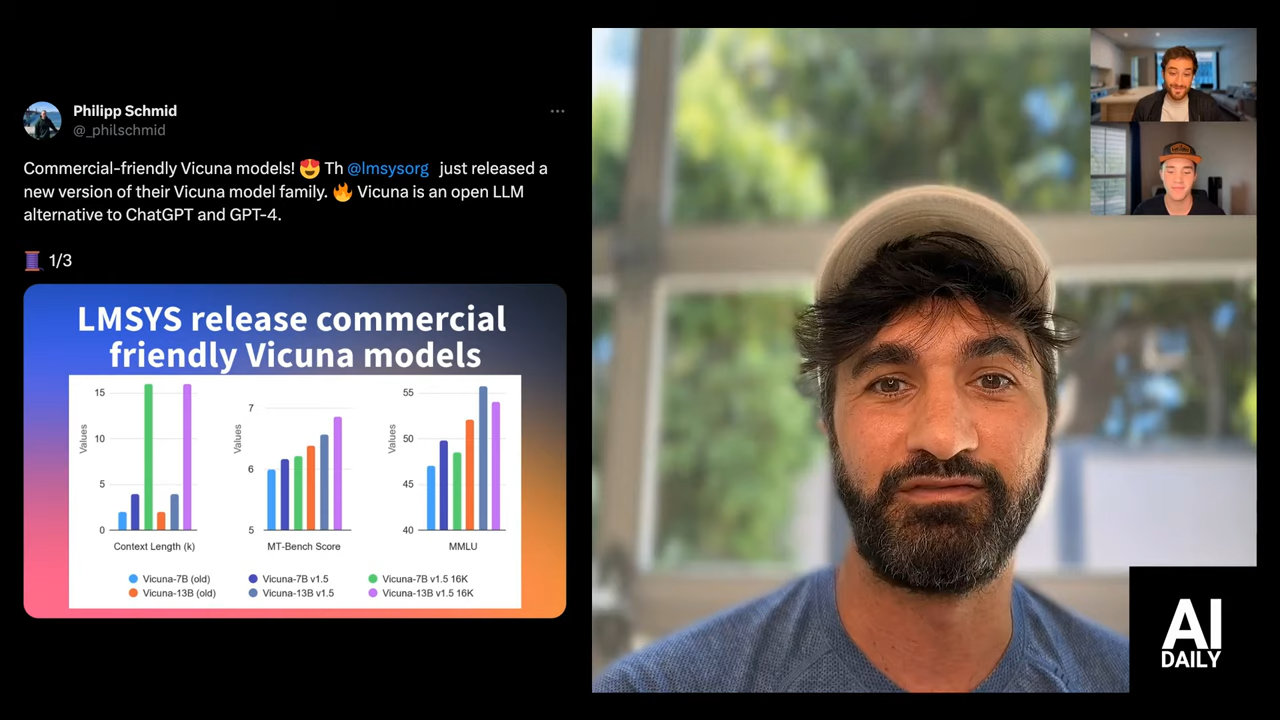 Philipp Schmid
@_philschmid
Commercial-friendly Vicuna models! 😍 Th @lmsysorg just released a
new version of their Vicuna model family. 🔥 Vicuna is an open LLM
alternative to ChatGPT and GPT-4.
🧵 1/3
LMSYS release commercial
friendly Vicuna models
Values
15
10
5
0
Context Length (k)
Values
7
6
5
MT-Bench Score
Values
55
50
45
40
MMLU
Vicuna-7B (old)
Vicuna-7B v1.5
Vicuna-7B v1.5 16K
Vicuna-13B (old)
Vicuna-13B v1.5
Vicuna-13B v1.5 16K
AI
DAILY